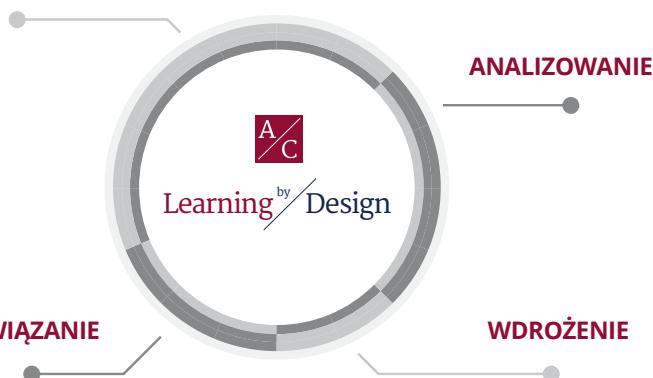 ANALIZOWANIE
A
C
Learning by Design
WIĄZANIE
WDROŻENIE